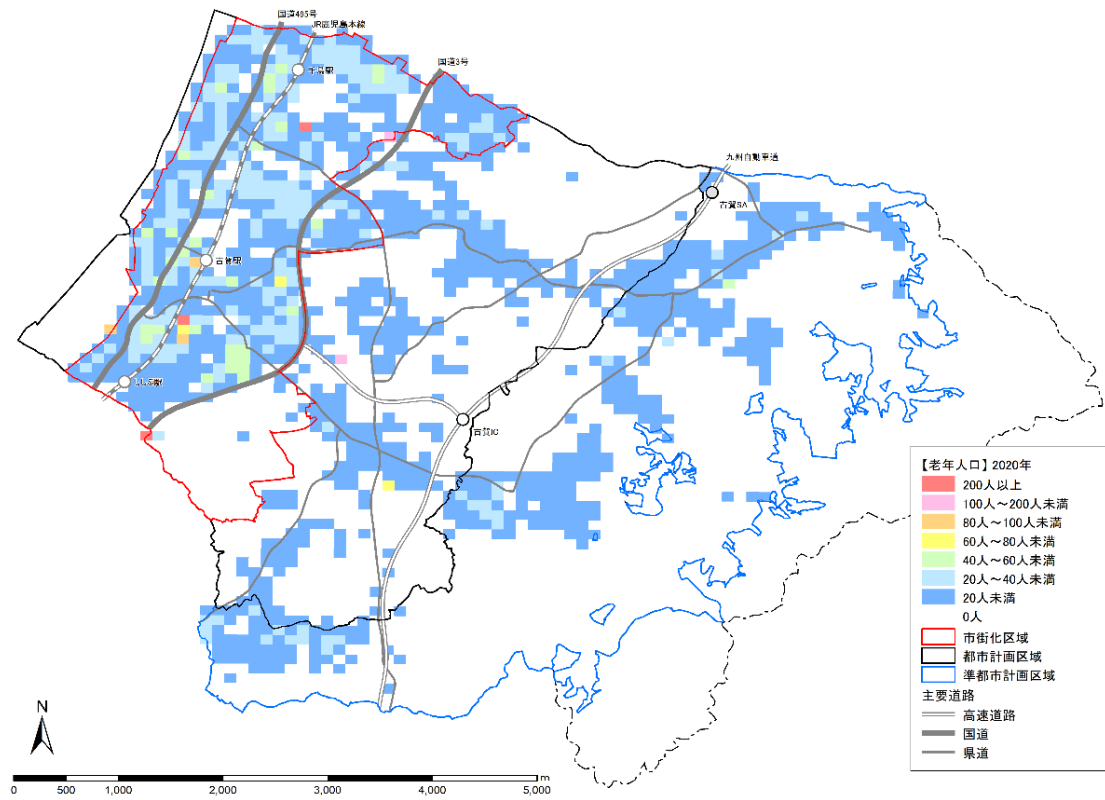 国道495号
JR鹿児島本線
国道3号
千鳥駅
九州自動車道
古賀SA
古賀駅
ししぶ駅
古賀IC
【老年人口】2020年
200人以上
100人～200人未満
80人～100人未満
60人～80人未満
40人～60人未満
20人～40人未満
20人未満
0人
市街化区域
都市計画区域
準都市計画区域
主要道路
高速道路
国道
県道
N
0 500 1,000 2,000 3,000 4,000 5,000 m